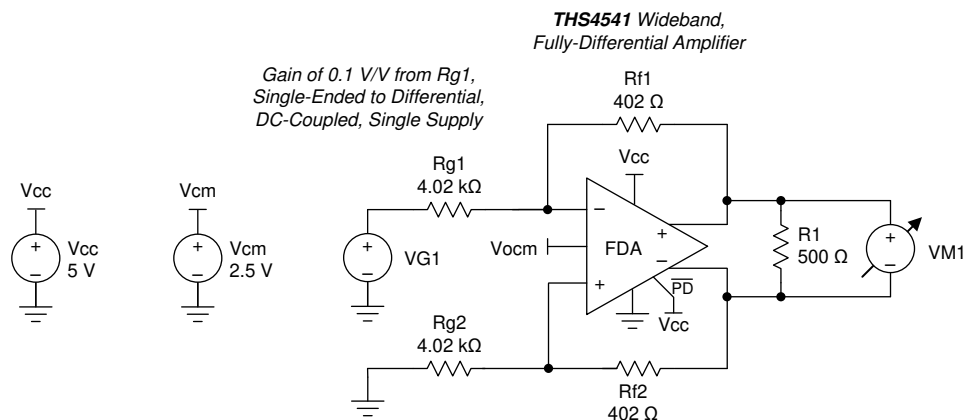 THS4541 Wideband,
Fully-Differential Amplifier
Gain of 0.1 V/V from Rg1,
Single-Ended to Differential,
DC-Coupled, Single Supply
Rf1
402 Ω
Vcc
Rg1
4.02 kΩ
Vcc
Vcc
5 V
Vcm
Vcm
2.5 V
VG1
Vocm
FDA
PD
Vcc
R1
500 Ω
VM1
Rg2
4.02 kΩ
Rf2
402 Ω